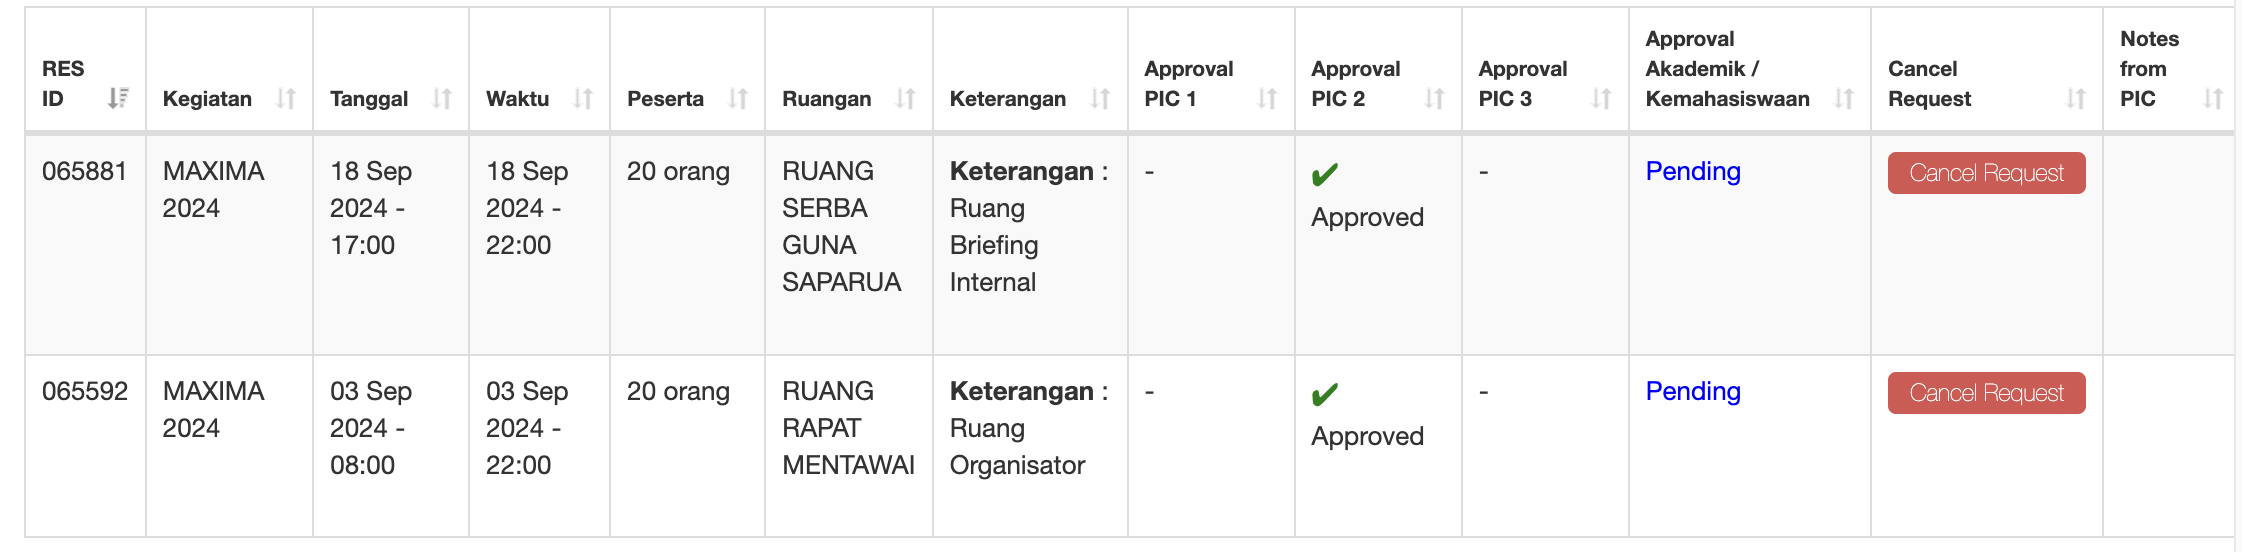 RES ID
Kegiatan
Tanggal
Waktu
Peserta
Ruangan
Keterangan
Approval PIC 1
Approval PIC 2
Approval PIC 3
Approval Akademik / Kemahasiswaan
Cancel Request
Notes from PIC
065881
MAXIMA
2024
18 Sep
2024 -
17:00
18 Sep
2024 -
22:00
20 orang
RUANG
SERBA
GUNA
SAPARUA
Keterangan :
Ruang
Briefing
Internal
-
✔
Approved
-
Pending
Cancel Request
065592
MAXIMA
2024
03 Sep
2024 -
08:00
03 Sep
2024 -
22:00
20 orang
RUANG
RAPAT
MENTAWAI
Keterangan :
Ruang
Organisator
-
✔
Approved
-
Pending
Cancel Request